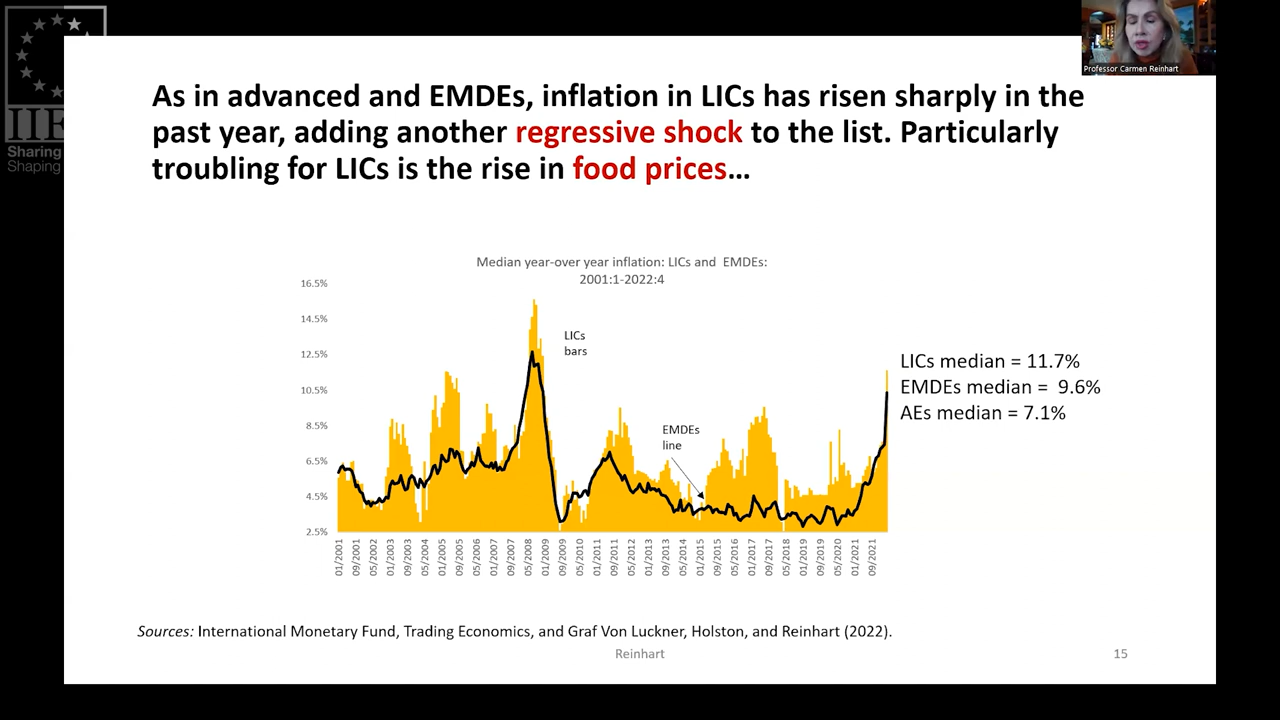 IIE
Sharing
Shaping
Professor Carmen Reinhart
As in advanced and EMDEs, inflation in LICs has risen sharply in the
past year, adding another regressive shock to the list. Particularly
troubling for LICs is the rise in food prices…
Median year-over year inflation: LICs and EMDEs:
2001:1-2022:4
16.5%
14.5%
12.5%
10.5%
8.5%
6.5%
4.5%
2.5%
LICs
bars
EMDEs
line
LICs median = 11.7%
EMDEs median = 9.6%
AEs median = 7.1%
01/2001
09/2001
05/2002
01/2003
09/2003
05/2004
01/2005
09/2005
05/2006
01/2007
09/2007
05/2008
01/2009
09/2009
05/2010
01/2011
09/2011
05/2012
01/2013
09/2013
05/2014
01/2015
09/2015
05/2016
01/2017
09/2017
05/2018
01/2019
09/2019
05/2020
01/2021
09/2021
Sources: International Monetary Fund, Trading Economics, and Graf Von Luckner, Holston, and Reinhart (2022).
Reinhart
15